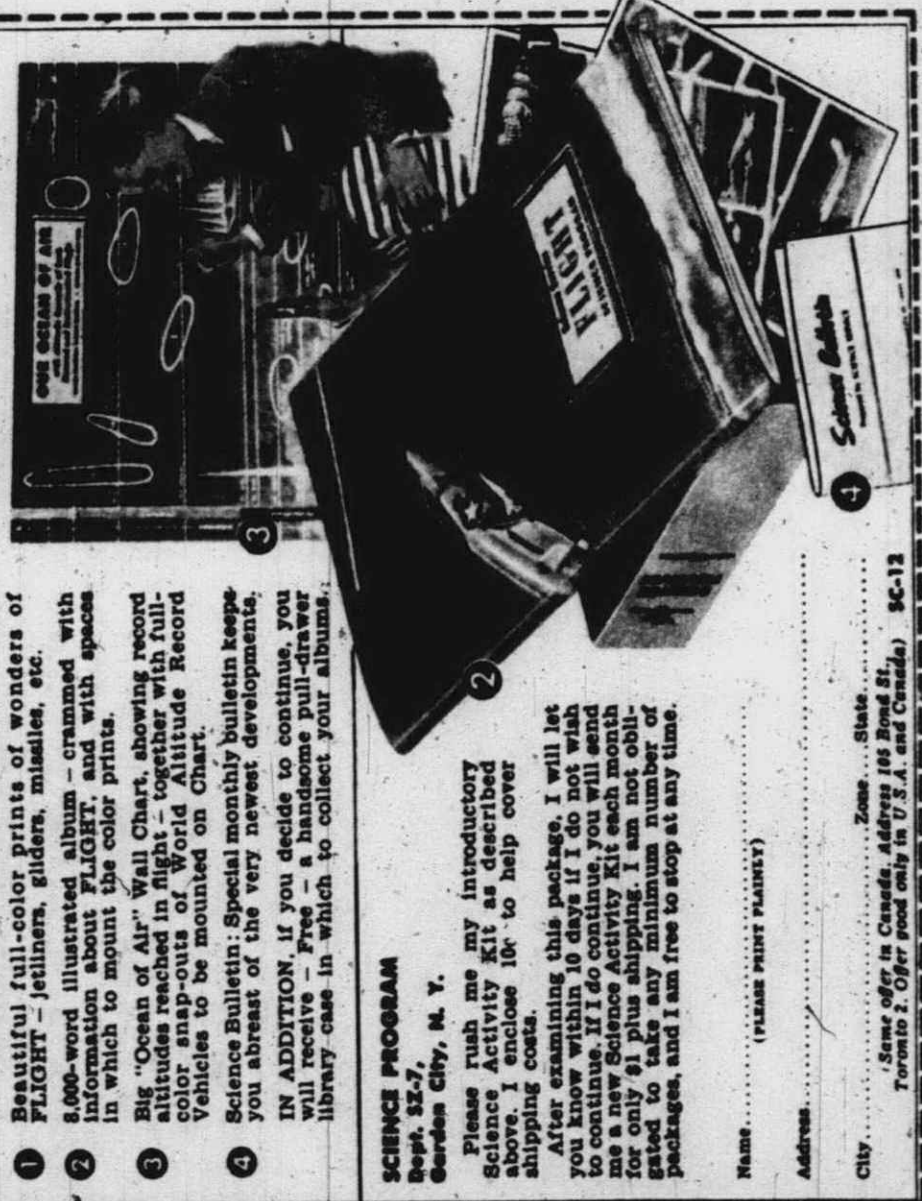 1 Beautiful full-color prints of wonders of
FLIGHT – jetliners, gliders, missiles, etc.
2 8,000-word illustrated album – crammed with
information about FLIGHT, and with spaces
in which to mount the color prints.
3 Big "Ocean of Air" Wall Chart, showing record
altitudes reached in flight – together with full-
color snap-outs of World Altitude Record
Vehicles to be mounted on Chart.
4 Science Bulletin: Special monthly bulletin keeps
you abreast of the very newest developments.
IN ADDITION, if you decide to continue, you
will receive – Free – a handsome pull-drawer
library case in which to collect your albums.
OUR OCEAN OF AIR
3
2
FLIGHT
4
Science Bulletin
SCIENCE PROGRAM
Dept. SZ-7,
Garden City, N. Y.
Please rush me my introductory
Science Activity Kit as described
above. I enclose 10c to help cover
shipping costs.
After examining this package, I will let
you know within 10 days if I do not wish
to continue. If I do continue, you will send
me a new Science Activity Kit each month
for only $1 plus shipping. I am not obli-
gated to take any minimum number of
packages, and I am free to stop at any time.
Name
(PLEASE PRINT PLAINLY)
Address
City Zone State
(Same offer in Canada. Address 105 Bond St.,
Toronto 2. Offer good only in U. S. A. and Canada) SC-12